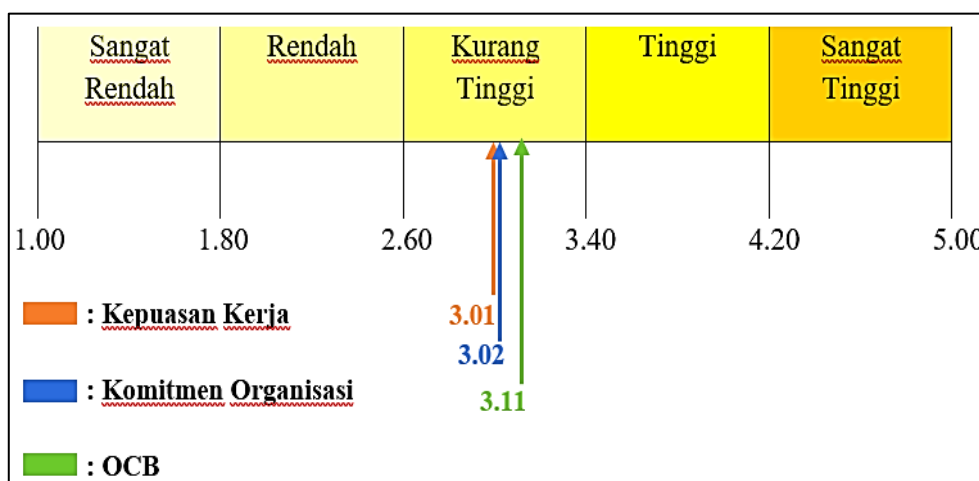 Sangat
Rendah
Rendah
Kurang
Tinggi
Tinggi
Sangat
Tinggi
1.00 1.80 2.60 3.40 4.20 5.00
: Kepuasan Kerja
3.01
3.02
: Komitmen Organisasi
3.11
: OCB